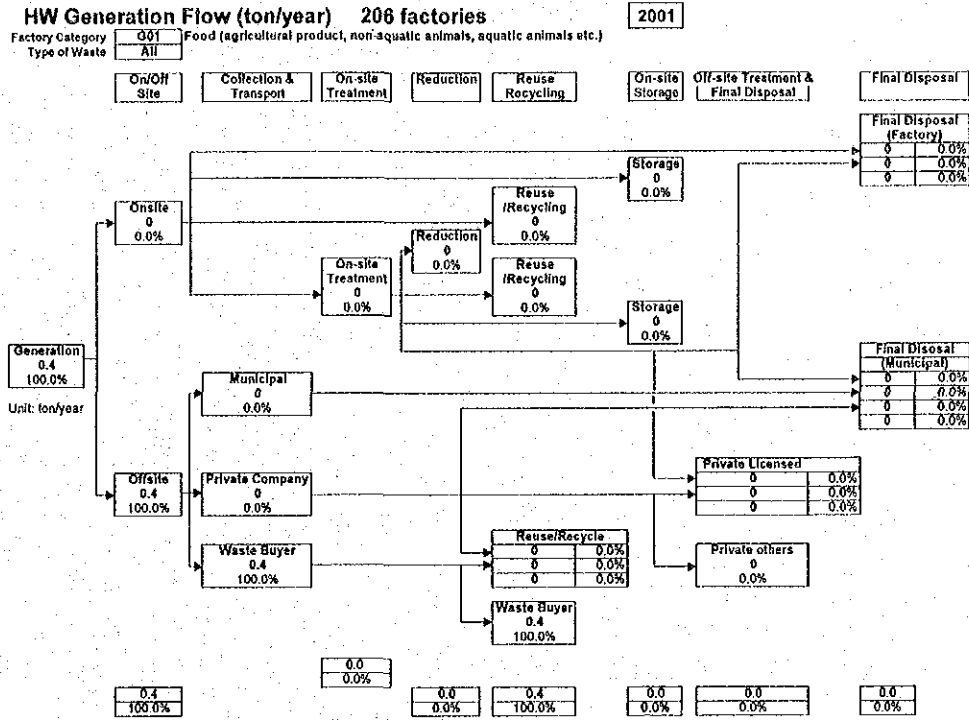 HW Generation Flow (ton/year) 206 factories 2001
Factory Category G01 Food (agricultural product, non-aquatic animals, aquatic animals etc.)
Type of Waste All
On/Off Site
Collection & Transport
On-site Treatment
Reduction
Reuse Recycling
On-site Storage
Off-site Treatment & Final Disposal
Final Disposal
Final Disposal
(Factory)
0 0.0%
0 0.0%
0 0.0%
Storage
0
0.0%
Onsite
0
0.0%
Reuse
/Recycling
0
0.0%
Reduction
0
0.0%
On-site
Treatment
0
0.0%
Reuse
/Recycling
0
0.0%
Storage
0
0.0%
Generation
0.4
100.0%
Unit: ton/year
Final Disosal
(Municipal)
0 0.0%
0 0.0%
0 0.0%
0 0.0%
Municipal
0
0.0%
Offsite
0.4
100.0%
Private Company
0
0.0%
Private Licensed
0 0.0%
0 0.0%
0 0.0%
Waste Buyer
0.4
100.0%
Reuse/Recycle
0 0.0%
0 0.0%
0 0.0%
Private others
0
0.0%
Waste Buyer
0.4
100.0%
0.0
0.0%
0.4 0.0 0.4 0.0 0.0 0.0
100.0% 0.0% 100.0% 0.0% 0.0% 0.0%